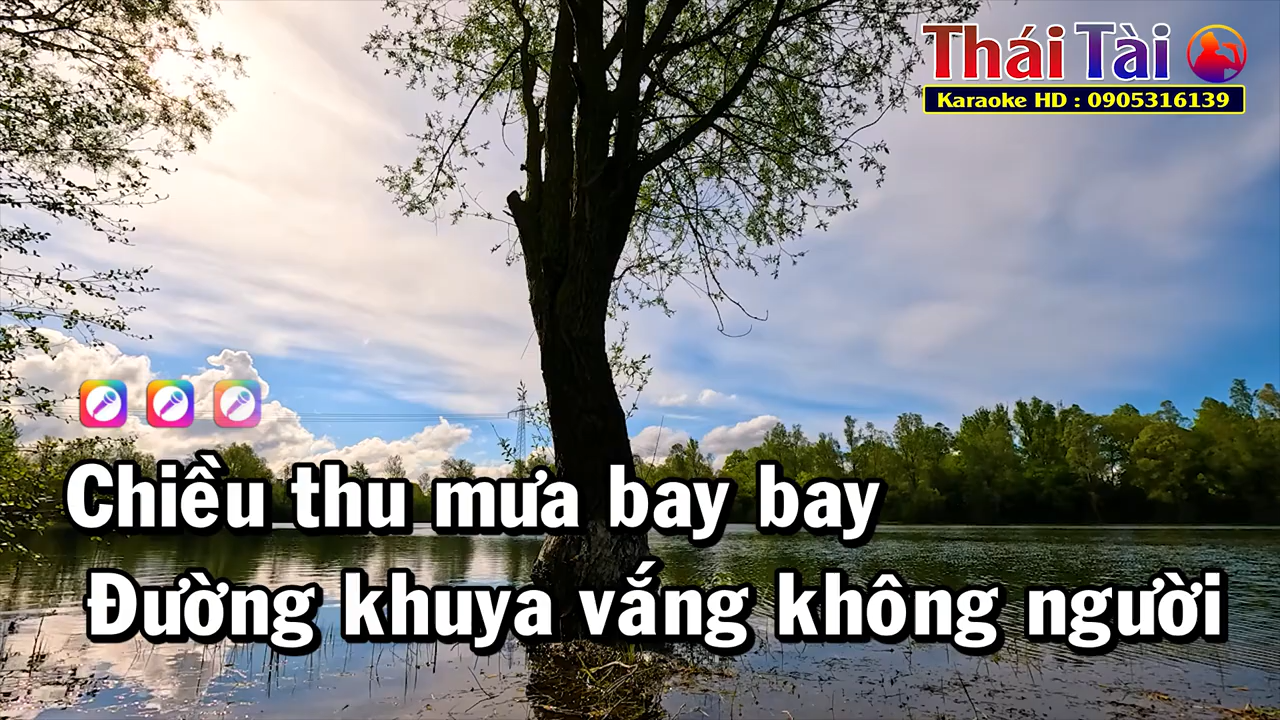 Thái Tài
Karaoke HD : 0905316139
Chiều thu mưa bay bay
Đường khuya vắng không người